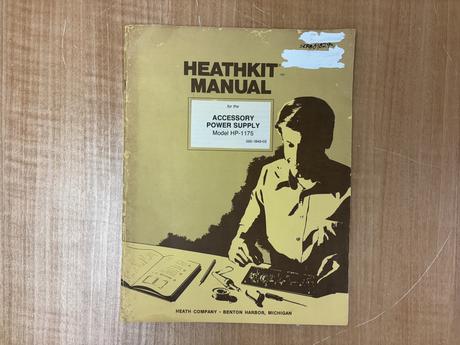 HEATHKIT
MANUAL
for the
ACCESSORY
POWER SUPPLY
Model HP-1175
HEATH COMPANY • BENTON HARBOR, MICHIGAN